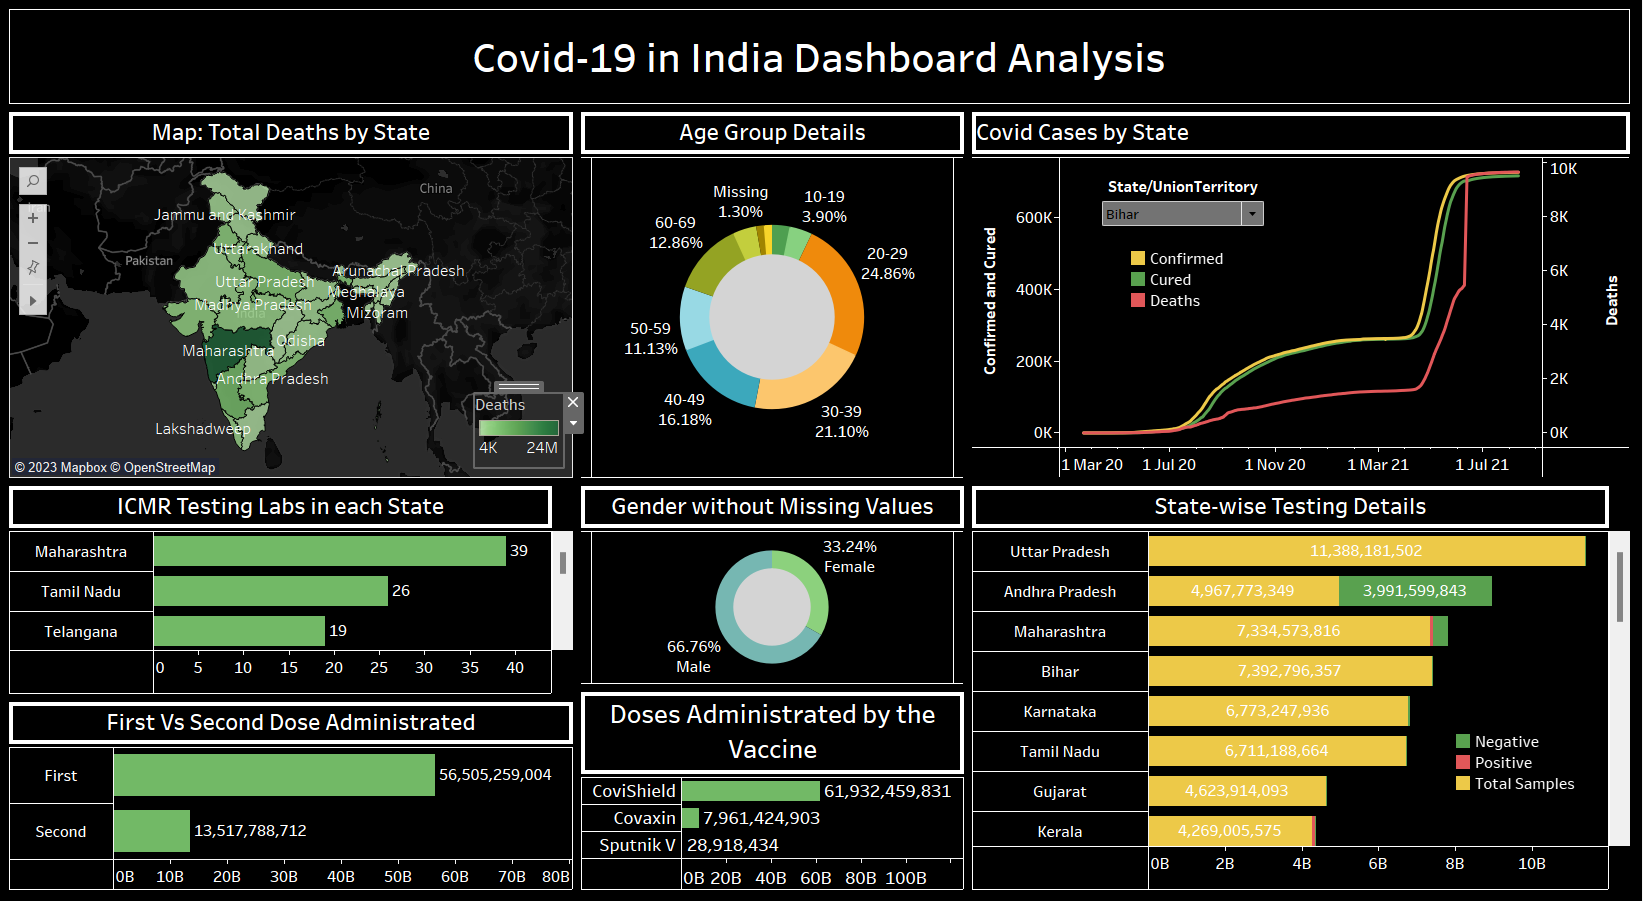 Covid-19 in India Dashboard Analysis
Map: Total Deaths by State
Iran
China
Pakistan
India
Jammu and Kashmir
Uttarakhand
Arunachal Pradesh
Uttar Pradesh
Meghalaya
Madhya Pradesh
Mizoram
Odisha
Maharashtra
Andhra Pradesh
Lakshadweep
Deaths
4K 24M
© 2023 Mapbox © OpenStreetMap
Age Group Details
Missing
1.30%
10-19
3.90%
60-69
12.86%
20-29
24.86%
50-59
11.13%
40-49
16.18%
30-39
21.10%
Covid Cases by State
State/UnionTerritory
Bihar
Confirmed
Cured
Deaths
Confirmed and Cured
600K
400K
200K
0K
Deaths
10K
8K
6K
4K
2K
0K
1 Mar 20 1 Jul 20 1 Nov 20 1 Mar 21 1 Jul 21
ICMR Testing Labs in each State
Maharashtra 39
Tamil Nadu 26
Telangana 19
0 5 10 15 20 25 30 35 40
Gender without Missing Values
33.24%
Female
66.76%
Male
State-wise Testing Details
Uttar Pradesh 11,388,181,502
Andhra Pradesh 4,967,773,349 3,991,599,843
Maharashtra 7,334,573,816
Bihar 7,392,796,357
Karnataka 6,773,247,936
Tamil Nadu 6,711,188,664
Gujarat 4,623,914,093
Kerala 4,269,005,575
Negative
Positive
Total Samples
0B 2B 4B 6B 8B 10B
First Vs Second Dose Administrated
First 56,505,259,004
Second 13,517,788,712
0B 10B 20B 30B 40B 50B 60B 70B 80B
Doses Administrated by the
Vaccine
CoviShield 61,932,459,831
Covaxin 7,961,424,903
Sputnik V 28,918,434
0B 20B 40B 60B 80B 100B